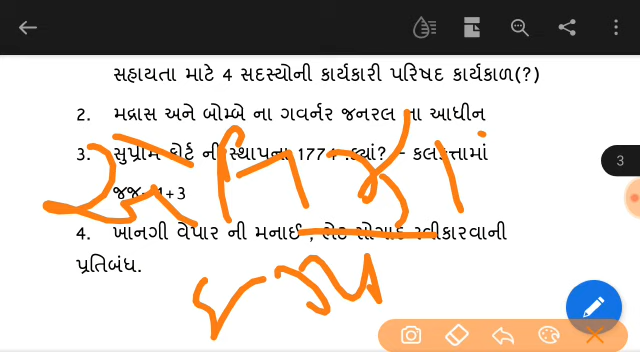 સહાયતા માટે 4 સદસ્યોની કાર્યકારી પરિષદ કાર્યકાળ(?)
2. મદ્રાસ અને બોમ્બે ના ગવર્નર જનરલ ના આધીન
3. સુપ્રીમ કોર્ટ ની સ્થાપના 1774 ક્યાં? - કલકત્તામાં
જજ- 1+3
4. ખાનગી વેપાર ની મનાઈ , ભેટ સોગાદ સ્વીકારવાની
પ્રતિબંધ.
3